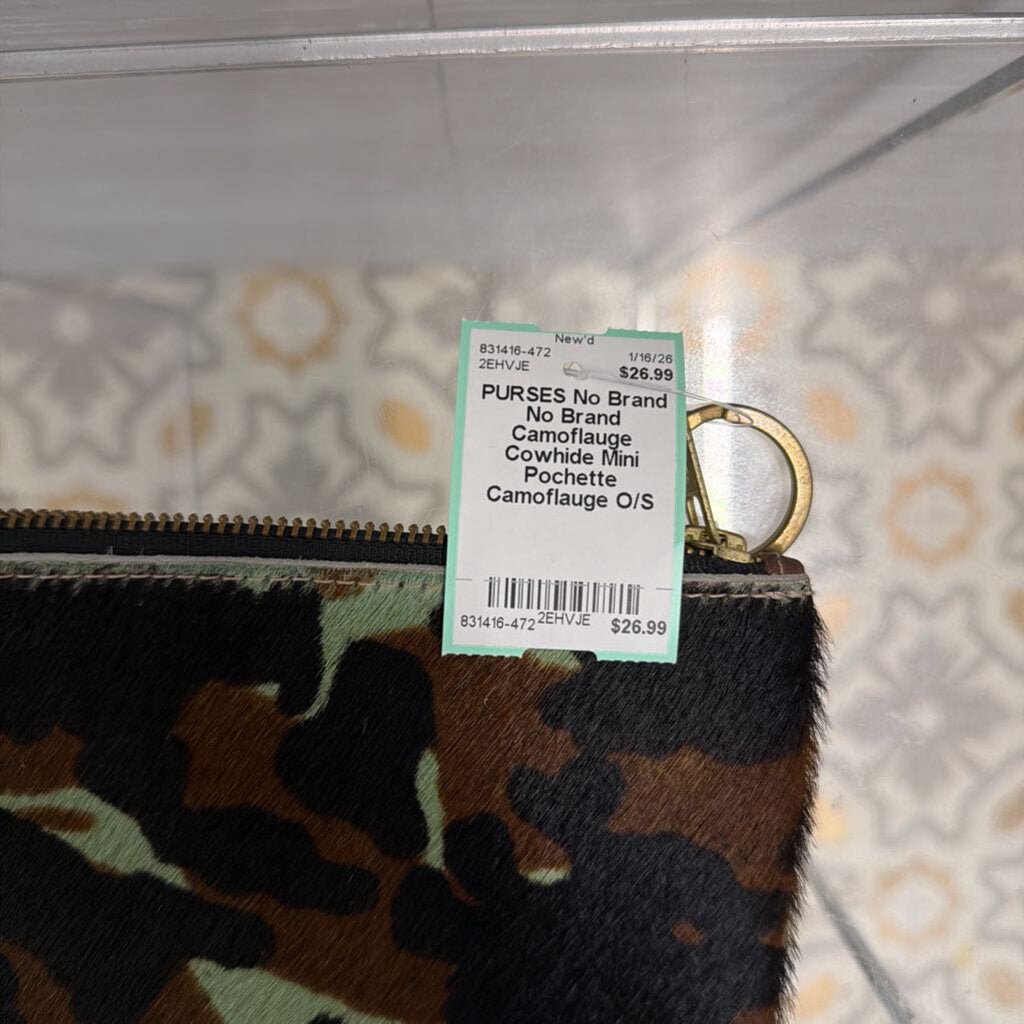 New'd
831416-472 1/16/26
2EHVJE $26.99
PURSES No Brand
No Brand
Camoflauge
Cowhide Mini
Pochette
Camoflauge O/S
831416-472 2EHVJE $26.99